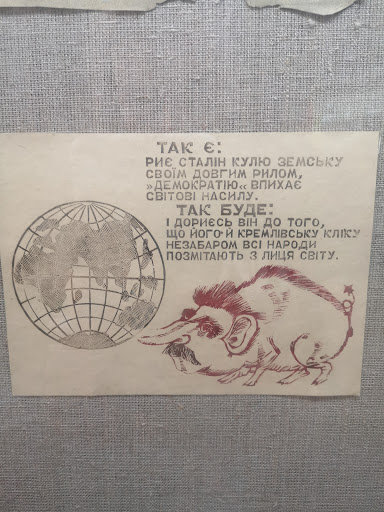 ТАК Є:
РИЄ СТАЛІН КУЛЮ ЗЕМСЬКУ
СВОЇМ ДОВГИМ РИЛОМ,
»ДЕМОКРАТІЮ« ВПИХАЄ
СВІТОВІ НАСИЛУ.
ТАК БУДЕ:
І ДОРИЄСЬ ВІН ДО ТОГО,
ЩО ЙОГО Й КРЕМЛІВСЬКУ КЛІКУ
НЕЗАБАРОМ ВСІ НАРОДИ
ПОЗМІТАЮТЬ З ЛИЦЯ СВІТУ.